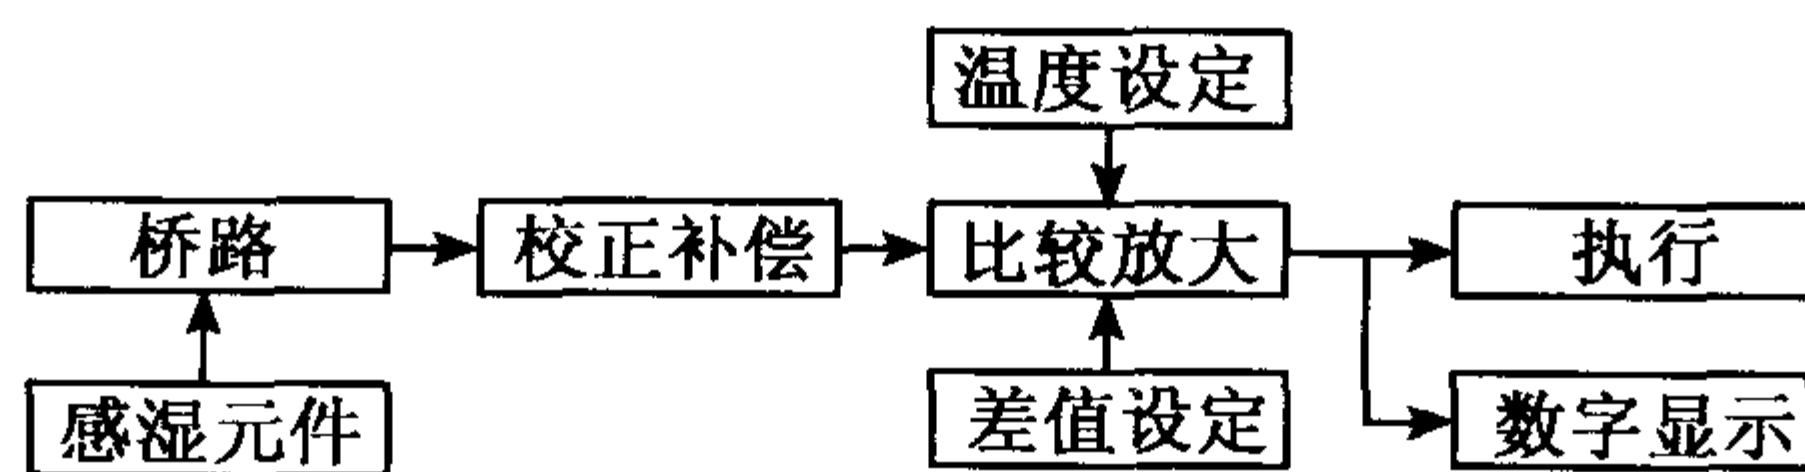 温度设定
桥路
校正补偿
比较放大
执行
感湿元件
差值设定
数字显示